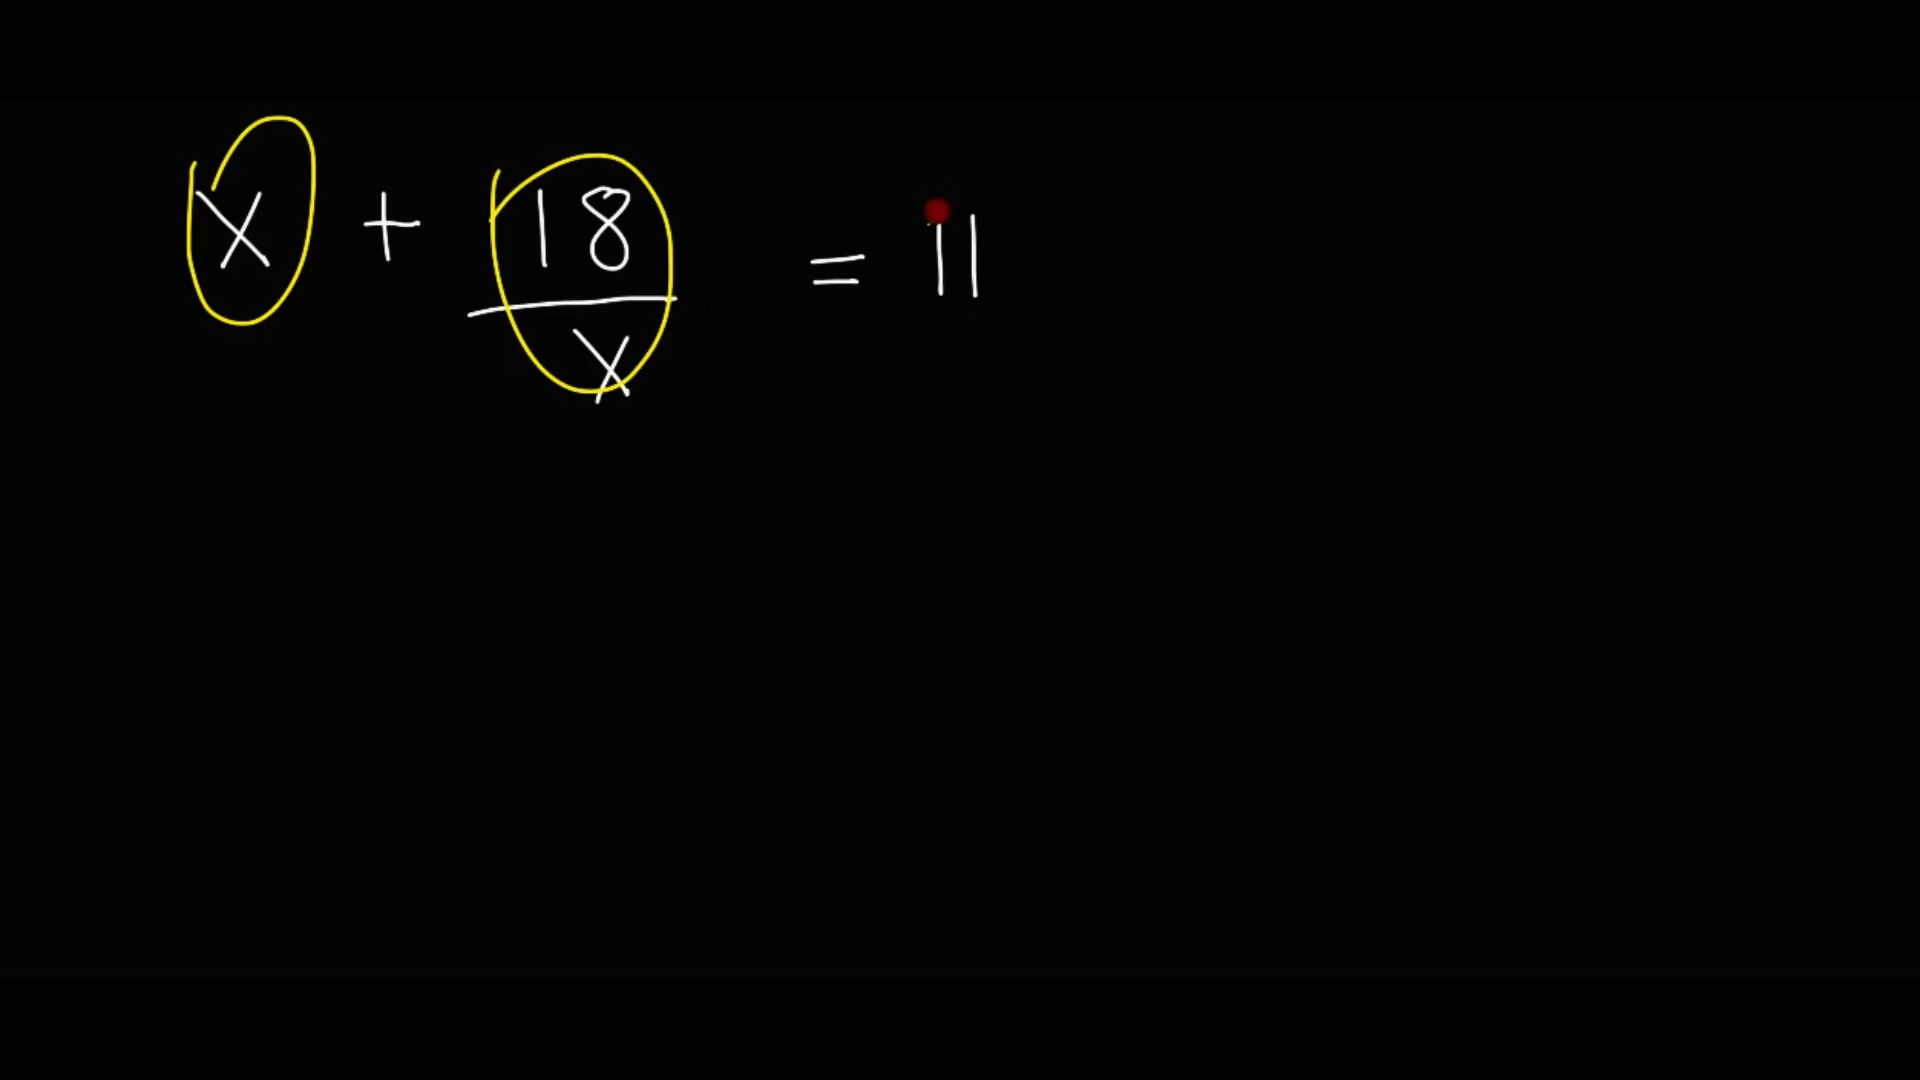 x + 18/x = 11